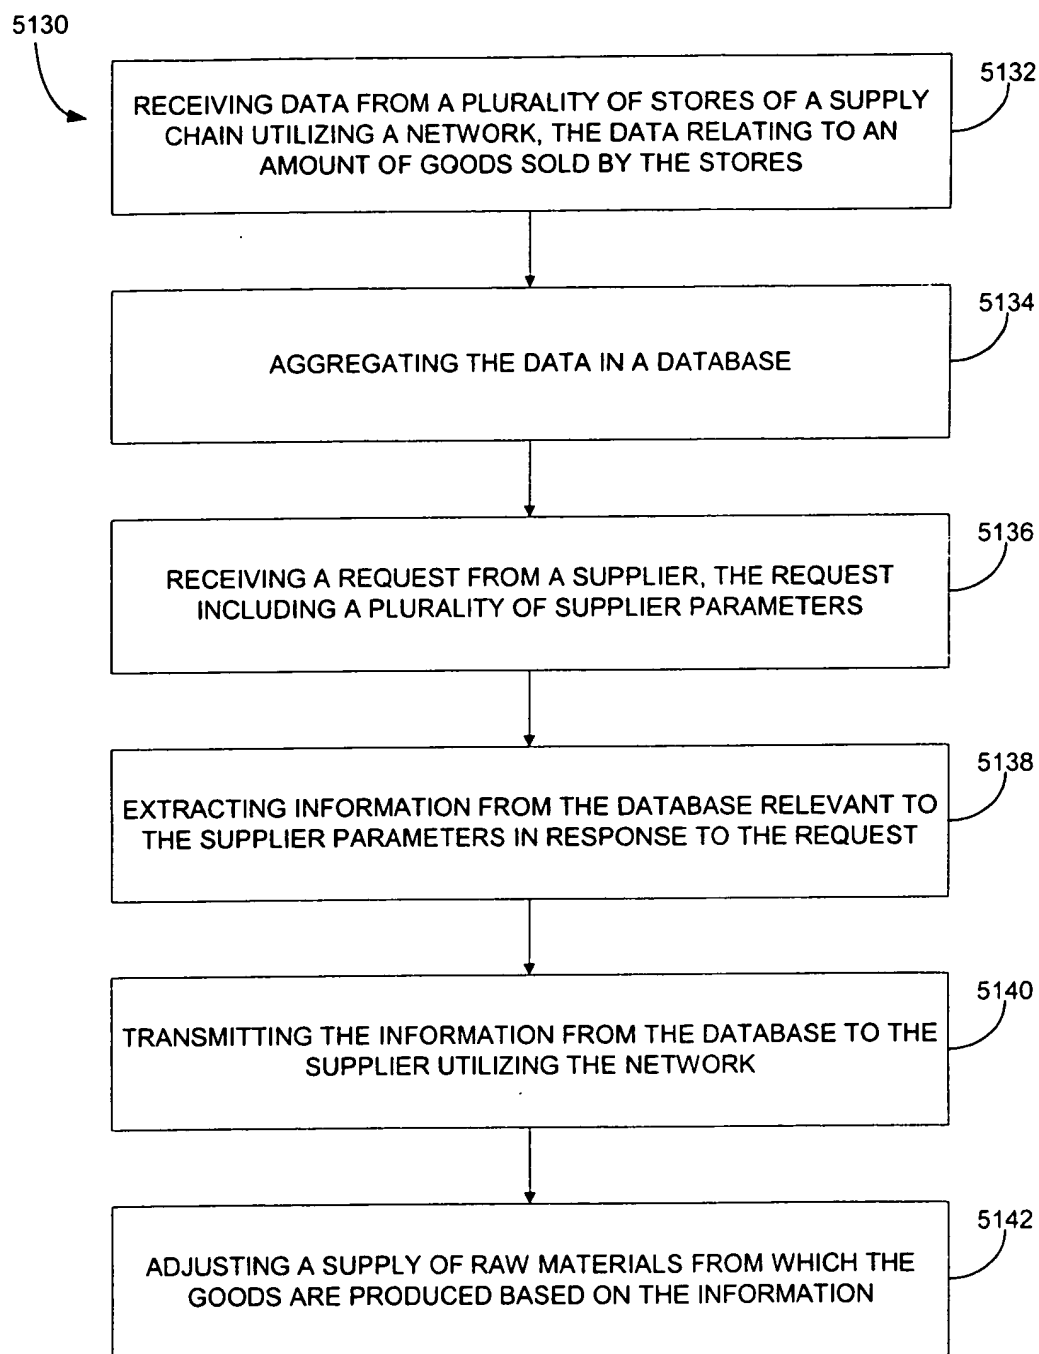 5130
5132
RECEIVING DATA FROM A PLURALITY OF STORES OF A SUPPLY
CHAIN UTILIZING A NETWORK, THE DATA RELATING TO AN
AMOUNT OF GOODS SOLD BY THE STORES
5134
AGGREGATING THE DATA IN A DATABASE
5136
RECEIVING A REQUEST FROM A SUPPLIER, THE REQUEST
INCLUDING A PLURALITY OF SUPPLIER PARAMETERS
5138
EXTRACTING INFORMATION FROM THE DATABASE RELEVANT TO
THE SUPPLIER PARAMETERS IN RESPONSE TO THE REQUEST
5140
TRANSMITTING THE INFORMATION FROM THE DATABASE TO THE
SUPPLIER UTILIZING THE NETWORK
5142
ADJUSTING A SUPPLY OF RAW MATERIALS FROM WHICH THE
GOODS ARE PRODUCED BASED ON THE INFORMATION